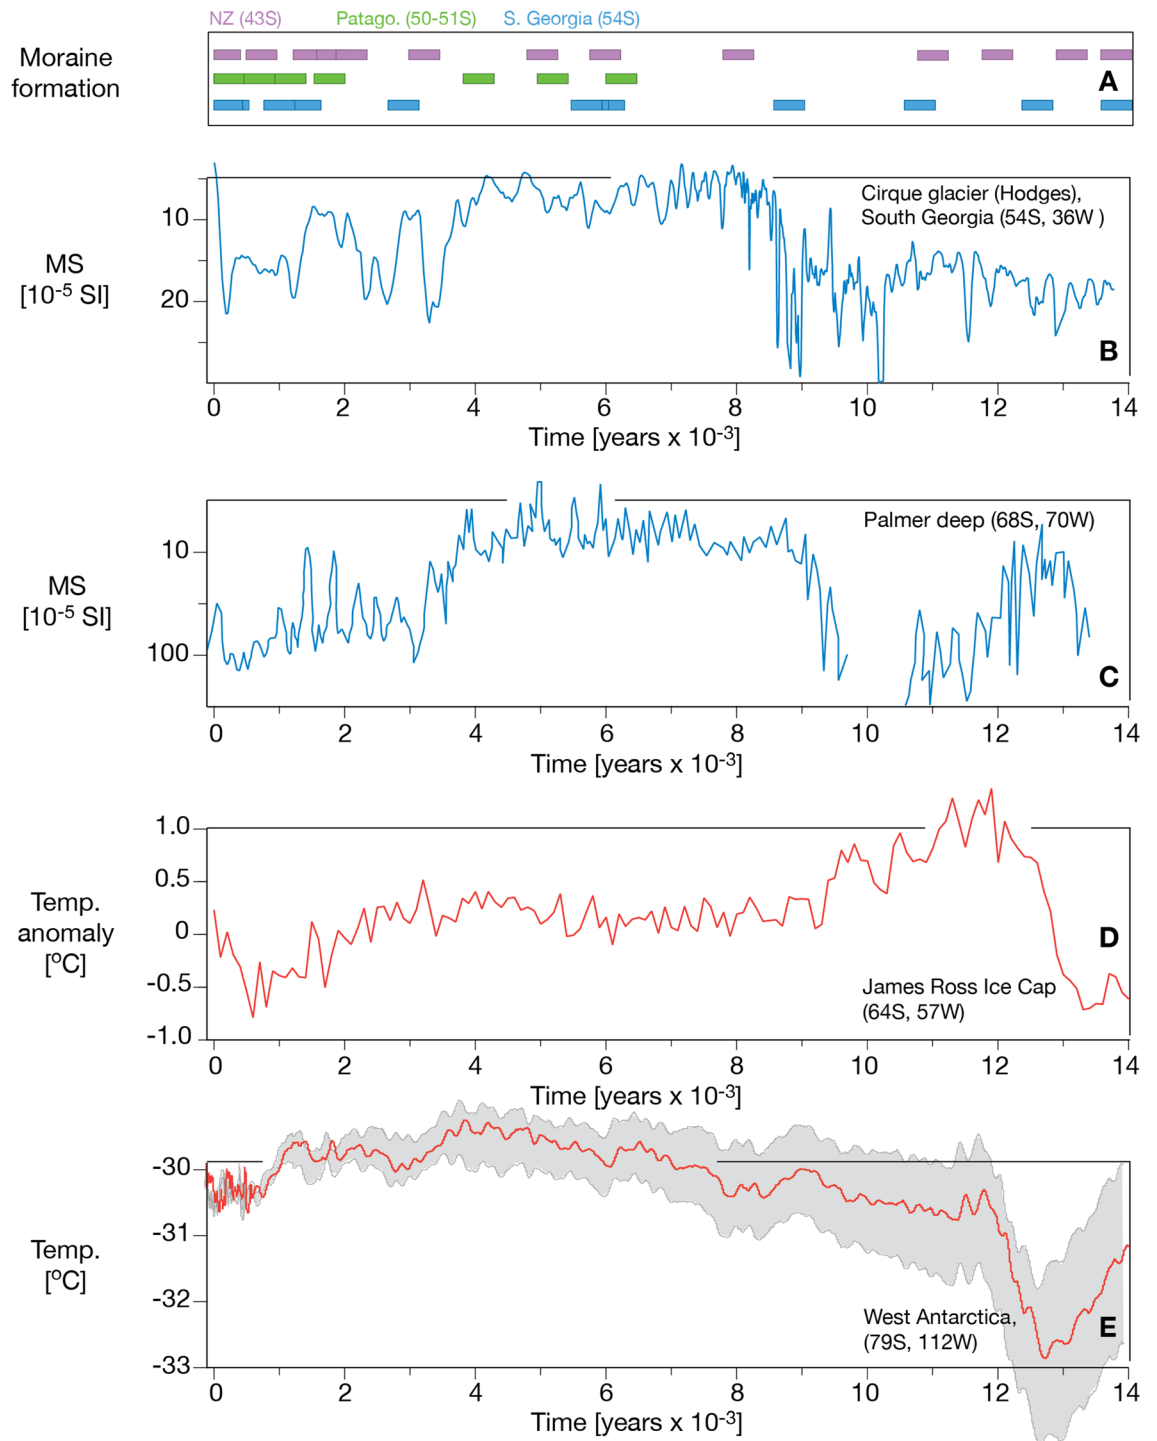 NZ (43S) Patago. (50-51S) S. Georgia (54S)
Moraine
formation
A
Cirque glacier (Hodges),
South Georgia (54S, 36W )
10
MS
[10-5 SI]
20
B
0 2 4 6 8 10 12 14
Time [years x 10-3]
Palmer deep (68S, 70W)
10
MS
[10-5 SI]
100
C
0 2 4 6 8 10 12 14
Time [years x 10-3]
1.0
0.5
Temp.
anomaly
[ºC]
0
D
-0.5
James Ross Ice Cap
(64S, 57W)
-1.0
0 2 4 6 8 10 12 14
Time [years x 10-3]
-30
-31
Temp.
[ºC]
-32
West Antarctica,
(79S, 112W)
E
-33
0 2 4 6 8 10 12 14
Time [years x 10-3]